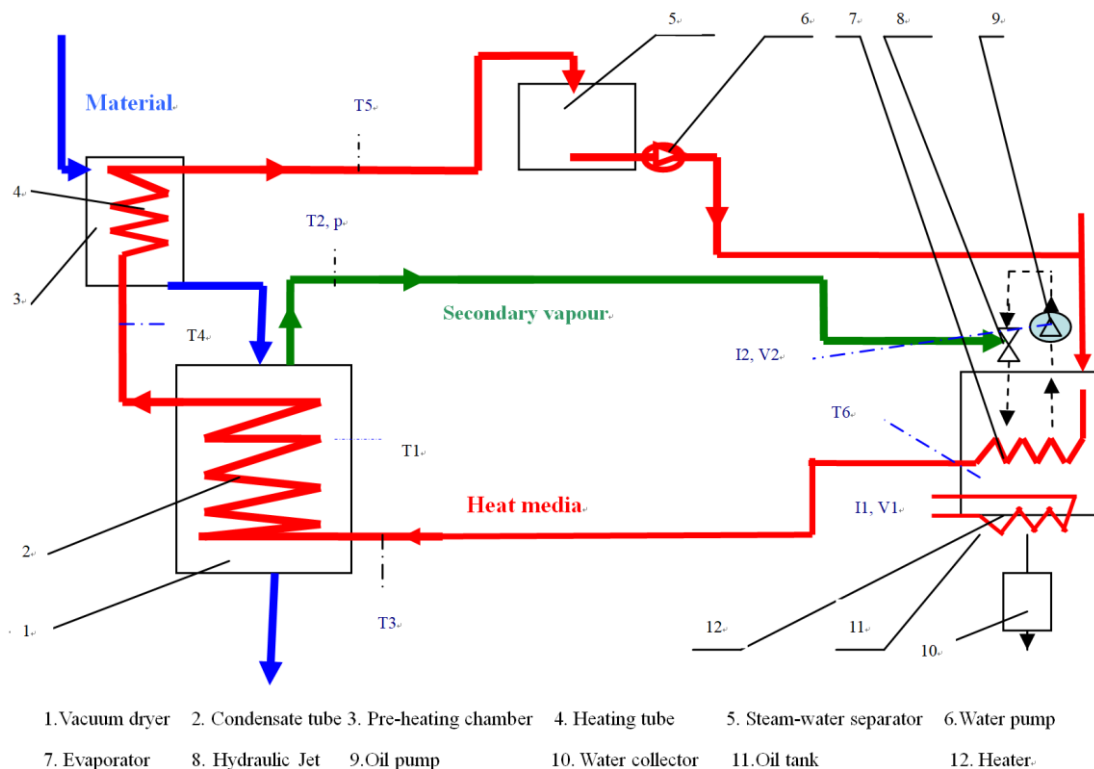 5 6 7 8 9
Material
T5
4
T2, p
3
Secondary vapour
T4
I2, V2
T6
T1
Heat media
I1, V1
2
1
T3
12 11 10
1.Vacuum dryer 2. Condensate tube 3. Pre-heating chamber 4. Heating tube 5. Steam-water separator 6.Water pump
7. Evaporator 8. Hydraulic Jet 9.Oil pump 10. Water collector 11.Oil tank 12. Heater